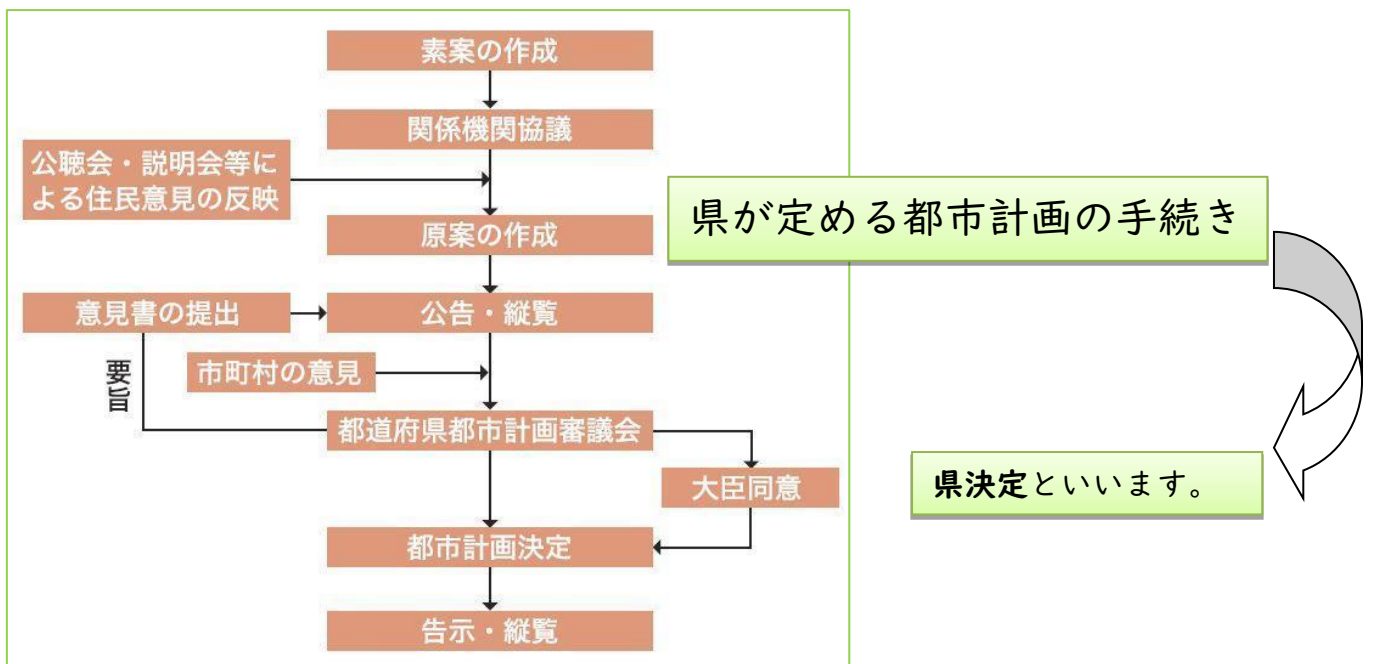 素案の作成
関係機関協議
公聴会・説明会等に
よる住民意見の反映
県が定める都市計画の手続き
原案の作成
意見書の提出
公告・縦覧
要旨
市町村の意見
都道府県都市計画審議会
大臣同意
県決定といいます。
都市計画決定
告示・縦覧